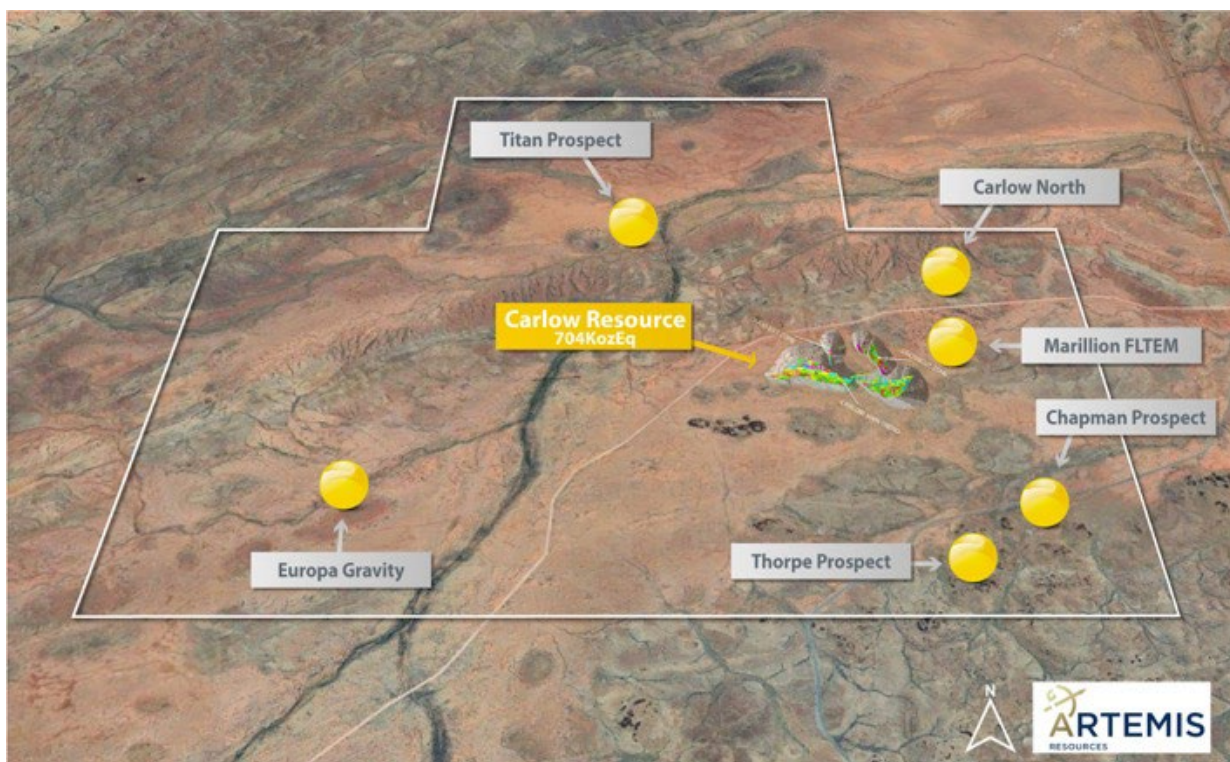 Titan Prospect
Carlow North
Carlow Resource
704KozEq
Marillion FLTEM
Chapman Prospect
Thorpe Prospect
Europa Gravity
N
ARTEMIS
RESOURCES